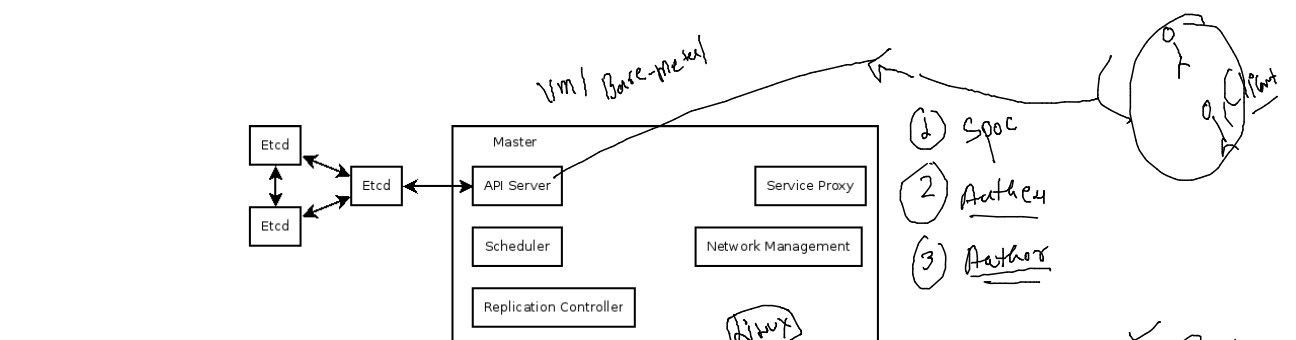 Client
VM/ Bare-metal
① Spoc
② Authen
③ Author
Etcd
Etcd
Etcd
Master
API Server
Service Proxy
Scheduler
Network Management
Replication Controller
Linux